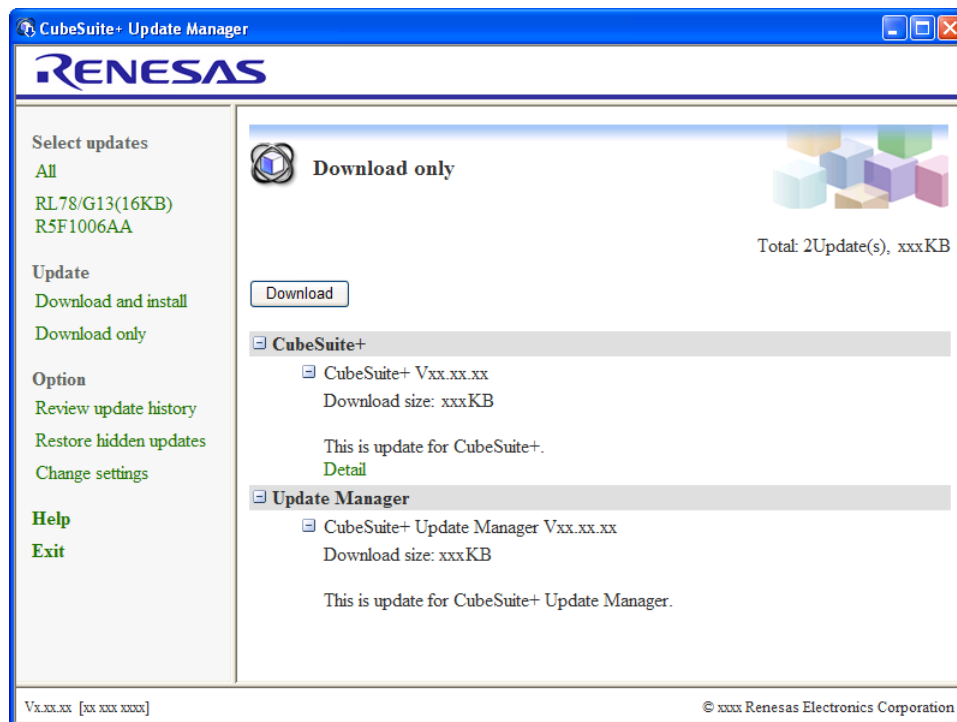 CubeSuite+ Update Manager
RENESAS
Select updates
All
RL78/G13(16KB)
R5F1006AA
Update
Download and install
Download only
Option
Review update history
Restore hidden updates
Change settings
Help
Exit
Download only
Total: 2Update(s), xxxKB
Download
CubeSuite+
CubeSuite+ Vxx.xx.xx
Download size: xxxKB
This is update for CubeSuite+.
Detail
Update Manager
CubeSuite+ Update Manager Vxx.xx.xx
Download size: xxxKB
This is update for CubeSuite+ Update Manager.
Vx.xx.xx [xx xxx xxxx]
© xxxx Renesas Electronics Corporation